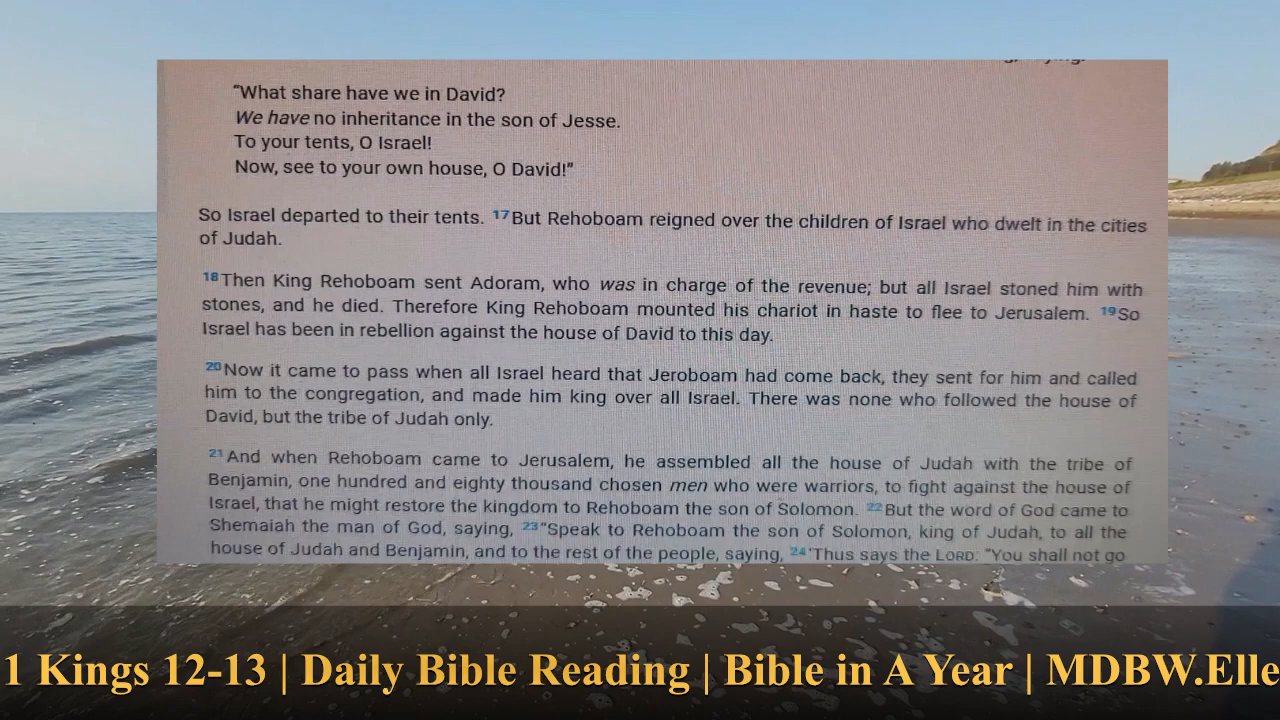 “What share have we in David?
We have no inheritance in the son of Jesse.
To your tents, O Israel!
Now, see to your own house, O David!”
So Israel departed to their tents. 17But Rehoboam reigned over the children of Israel who dwelt in the cities
of Judah.
18Then King Rehoboam sent Adoram, who was in charge of the revenue; but all Israel stoned him with
stones, and he died. Therefore King Rehoboam mounted his chariot in haste to flee to Jerusalem. 19So
Israel has been in rebellion against the house of David to this day.
20Now it came to pass when all Israel heard that Jeroboam had come back, they sent for him and called
him to the congregation, and made him king over all Israel. There was none who followed the house of
David, but the tribe of Judah only.
21And when Rehoboam came to Jerusalem, he assembled all the house of Judah with the tribe of
Benjamin, one hundred and eighty thousand chosen men who were warriors, to fight against the house of
Israel, that he might restore the kingdom to Rehoboam the son of Solomon. 22But the word of God came to
Shemaiah the man of God, saying, 23“Speak to Rehoboam the son of Solomon, king of Judah, to all the
house of Judah and Benjamin, and to the rest of the people, saying, 24‘Thus says the LORD: “You shall not go
1 Kings 12-13 | Daily Bible Reading | Bible in A Year | MDBW.Elle